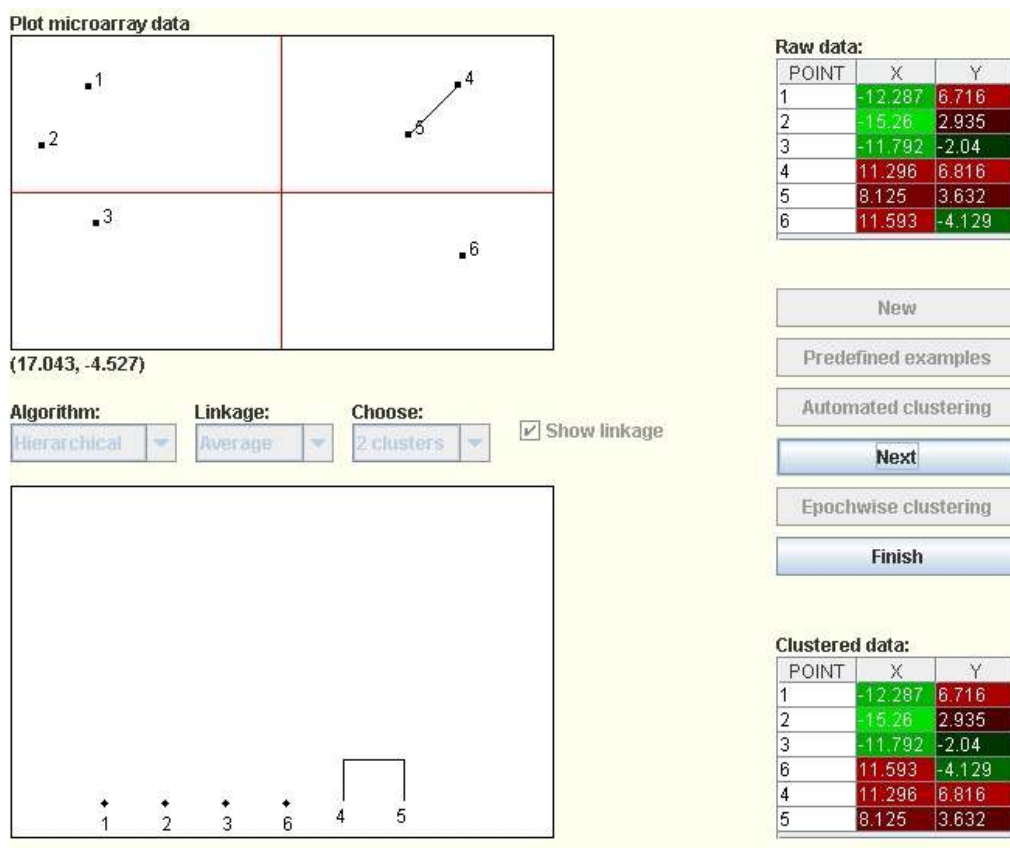 Plot microarray data
1
4
5
2
3
6
(17.043, -4.527)
Raw data:
POINT X Y
1 -12.287 6.716
2 -15.26 2.935
3 -11.792 -2.04
4 11.296 6.816
5 8.125 3.632
6 11.593 -4.129
New
Predefined examples
Automated clustering
Next
Epochwise clustering
Finish
Algorithm: Linkage: Choose:
Hierarchical Average 2 clusters Show linkage
1 2 3 6 4 5
Clustered data:
POINT X Y
1 -12.287 6.716
2 -15.26 2.935
3 -11.792 -2.04
6 11.593 -4.129
4 11.296 6.816
5 8.125 3.632